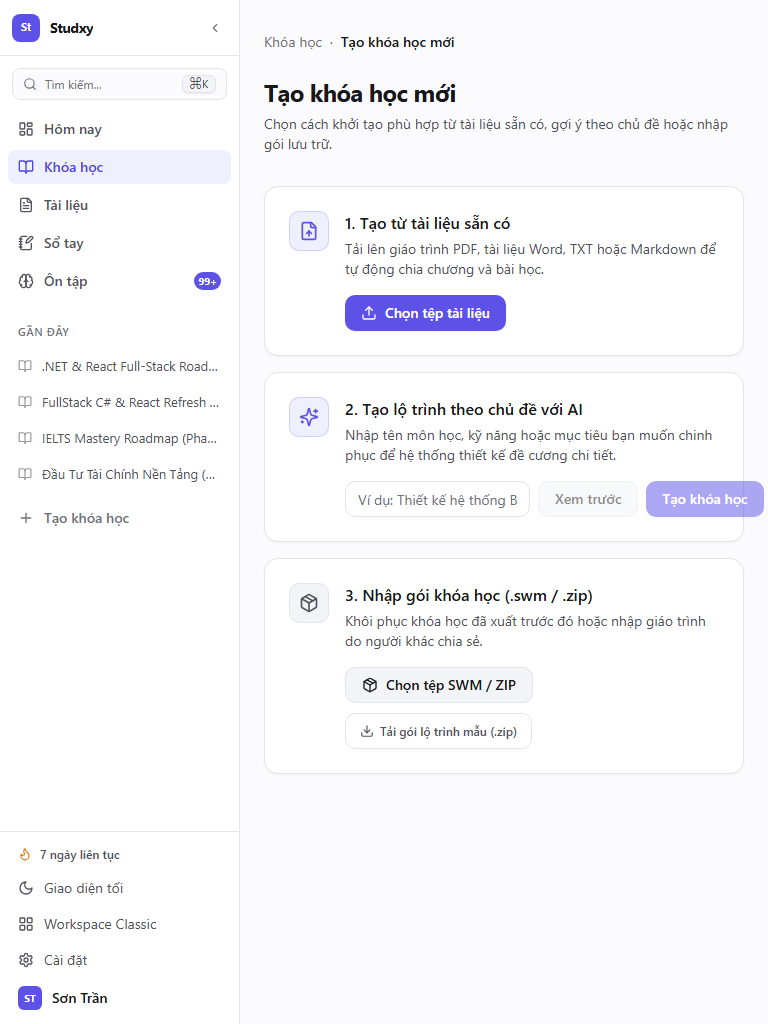 St Studxy
Tìm kiếm... ⌘K
Hôm nay
Khóa học
Tài liệu
Sổ tay
Ôn tập 99+
GẦN ĐÂY
.NET & React Full-Stack Road...
FullStack C# & React Refresh ...
IELTS Mastery Roadmap (Pha...
Đầu Tư Tài Chính Nền Tảng (...
Tạo khóa học
7 ngày liên tục
Giao diện tối
Workspace Classic
Cài đặt
ST Sơn Trần
Khóa học · Tạo khóa học mới
Tạo khóa học mới
Chọn cách khởi tạo phù hợp từ tài liệu sẵn có, gợi ý theo chủ đề hoặc nhập
gói lưu trữ.
1. Tạo từ tài liệu sẵn có
Tải lên giáo trình PDF, tài liệu Word, TXT hoặc Markdown để
tự động chia chương và bài học.
Chọn tệp tài liệu
2. Tạo lộ trình theo chủ đề với AI
Nhập tên môn học, kỹ năng hoặc mục tiêu bạn muốn chinh
phục để hệ thống thiết kế đề cương chi tiết.
Ví dụ: Thiết kế hệ thống B Xem trước Tạo khóa học
3. Nhập gói khóa học (.swm / .zip)
Khôi phục khóa học đã xuất trước đó hoặc nhập giáo trình
do người khác chia sẻ.
Chọn tệp SWM / ZIP
Tải gói lộ trình mẫu (.zip)